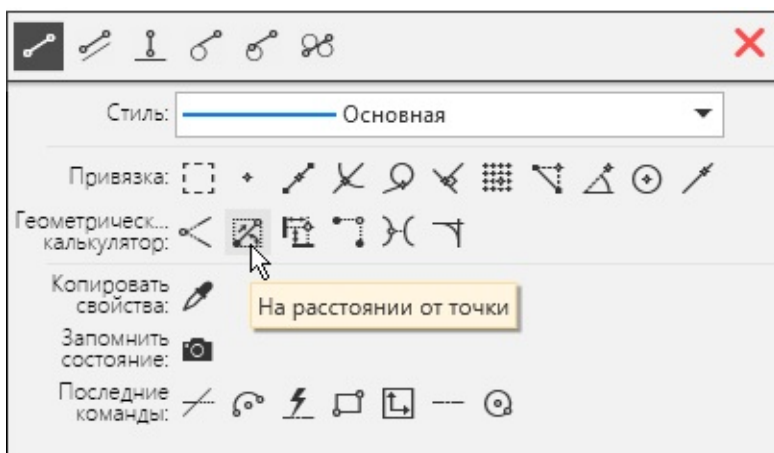 Стиль:
Основная
Привязка:
Геометрическ...
калькулятор:
На расстоянии от точки
Копировать
свойства:
Запомнить
состояние:
Последние
команды: